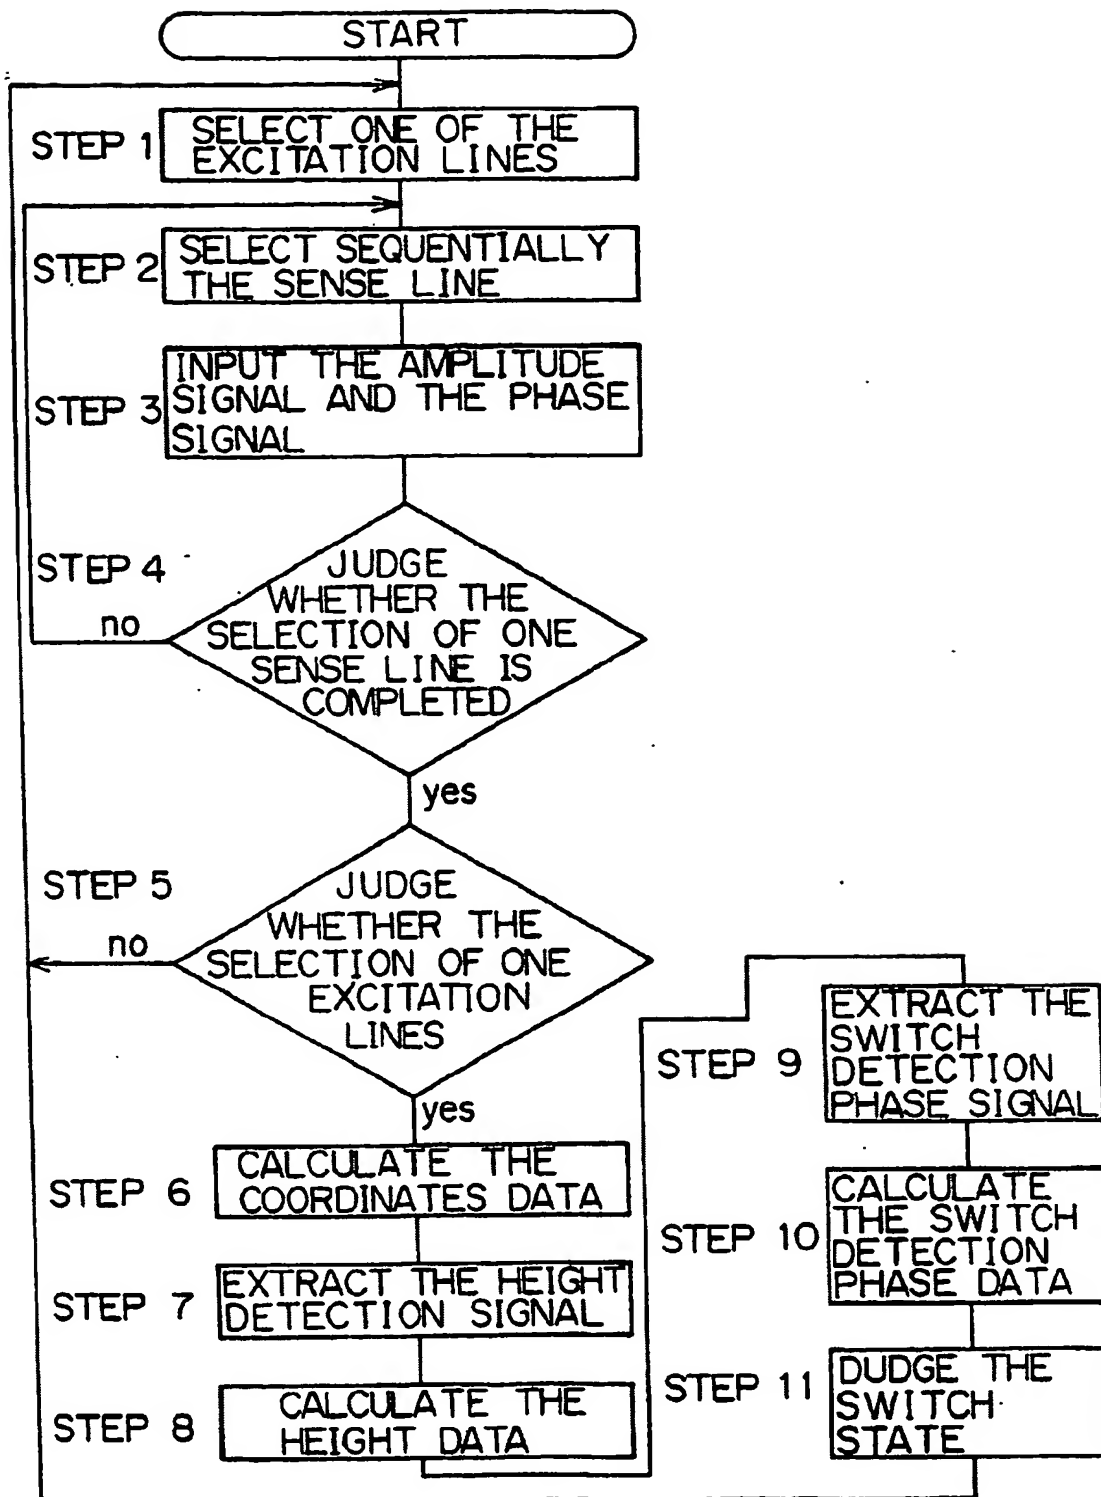 START
STEP 1
SELECT ONE OF THE
EXCITATION LINES
STEP 2
SELECT SEQUENTIALLY
THE SENSE LINE
STEP 3
INPUT THE AMPLITUDE
SIGNAL AND THE PHASE
SIGNAL
STEP 4
JUDGE
WHETHER THE
SELECTION OF ONE
SENSE LINE IS
COMPLETED
no
yes
STEP 5
JUDGE
WHETHER THE
SELECTION OF ONE
EXCITATION
LINES
no
yes
STEP 6
CALCULATE THE
COORDINATES DATA
STEP 7
EXTRACT THE HEIGHT
DETECTION SIGNAL
STEP 8
CALCULATE THE
HEIGHT DATA
STEP 9
EXTRACT THE
SWITCH
DETECTION
PHASE SIGNAL
STEP 10
CALCULATE
THE SWITCH
DETECTION
PHASE DATA
STEP 11
DUDGE THE
SWITCH
STATE